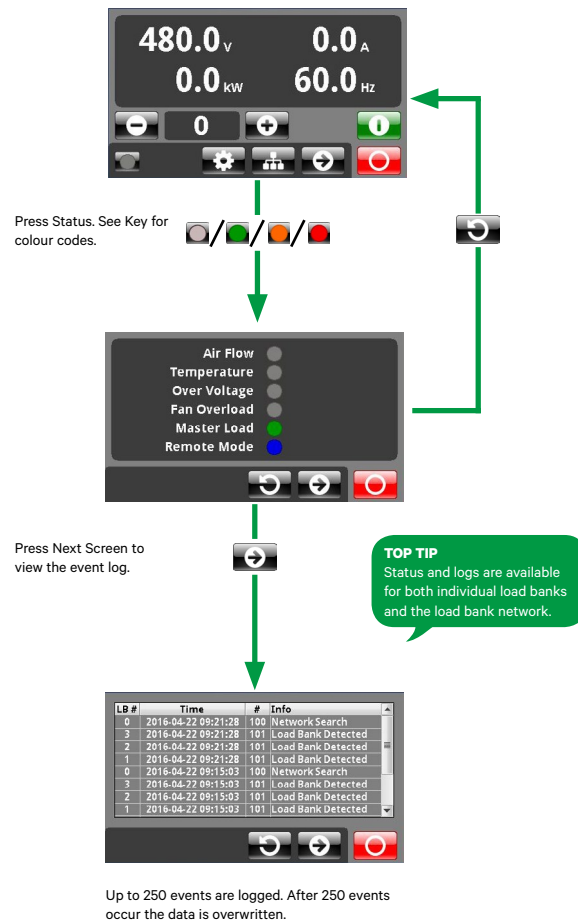 480.0 V 0.0 A
0.0 kW 60.0 Hz
0
Press Status. See Key for
colour codes.
/ / /
Air Flow
Temperature
Over Voltage
Fan Overload
Master Load
Remote Mode
Press Next Screen to
view the event log.
TOP TIP
Status and logs are available
for both individual load banks
and the load bank network.
LB # Time # Info
0 2016-04-22 09:21:28 100 Network Search
3 2016-04-22 09:21:28 101 Load Bank Detected
2 2016-04-22 09:21:28 101 Load Bank Detected
1 2016-04-22 09:21:28 101 Load Bank Detected
0 2016-04-22 09:15:03 100 Network Search
3 2016-04-22 09:15:03 101 Load Bank Detected
2 2016-04-22 09:15:03 101 Load Bank Detected
1 2016-04-22 09:15:03 101 Load Bank Detected
Up to 250 events are logged. After 250 events
occur the data is overwritten.